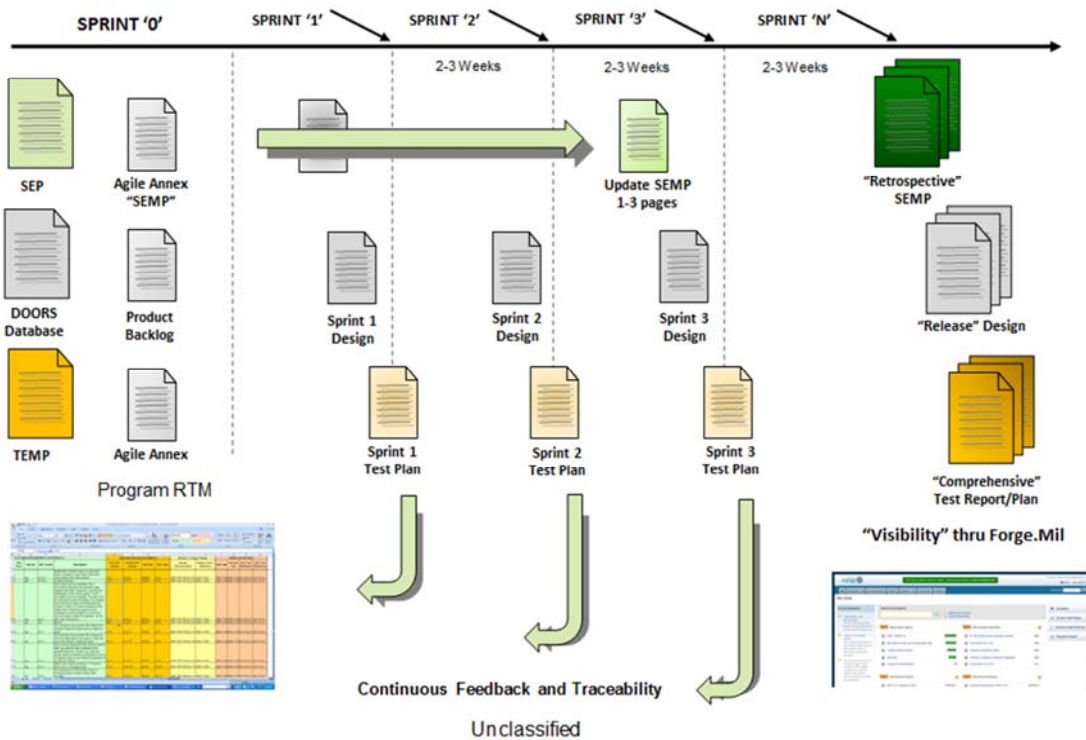 SPRINT ‘0’
SPRINT ‘1’
SPRINT ‘2’
SPRINT ‘3’
SPRINT ‘N’
2-3 Weeks
2-3 Weeks
2-3 Weeks
SEP
Agile Annex
“SEMP”
Update SEMP
1-3 pages
“Retrospective”
SEMP
DOORS
Database
Product
Backlog
Sprint 1
Design
Sprint 2
Design
Sprint 3
Design
“Release” Design
TEMP
Agile Annex
Sprint 1
Test Plan
Sprint 2
Test Plan
Sprint 3
Test Plan
“Comprehensive”
Test Report/Plan
Program RTM
“Visibility” thru Forge.Mil
Continuous Feedback and Traceability
Unclassified